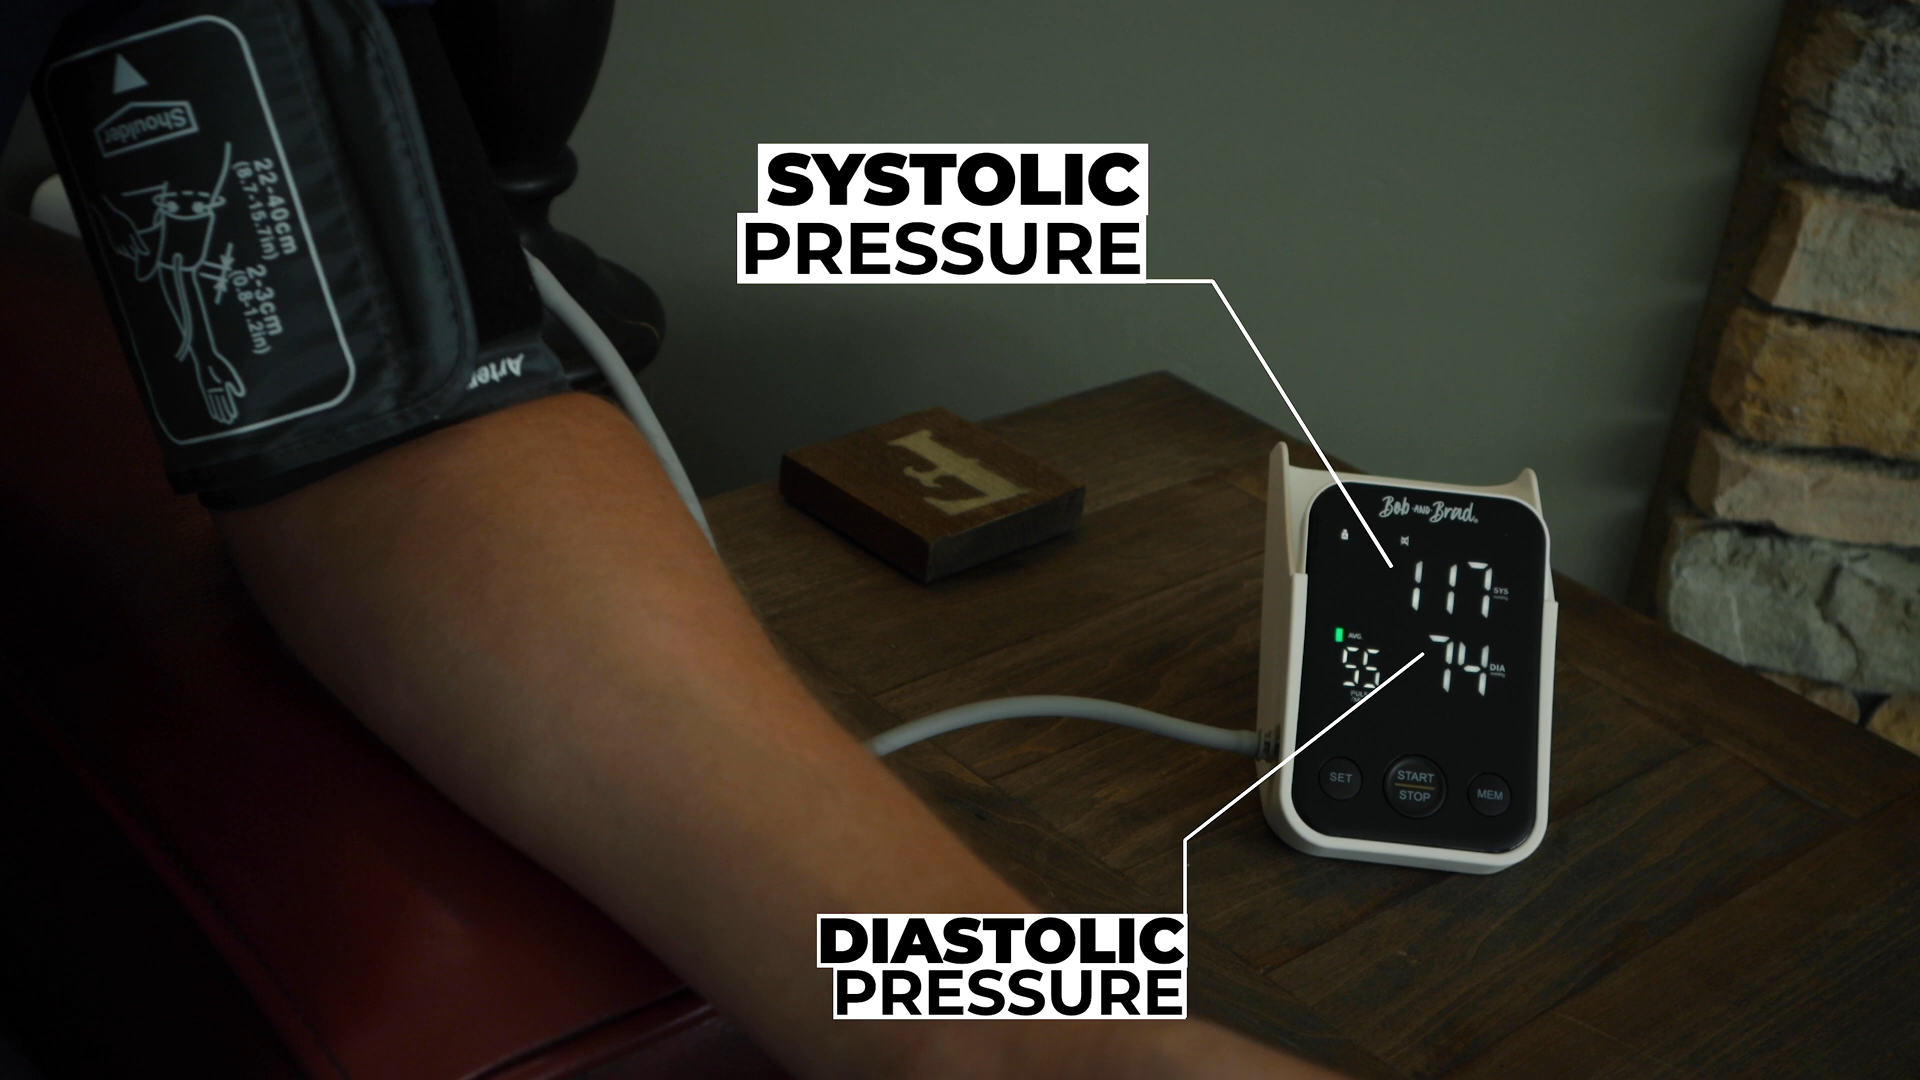 Shoulder
22-40cm
(8.7-15.7in)
2-3cm
(0.8-1.2in)
SYSTOLIC
PRESSURE
Bob AND Brad
117 SYS
AVG.
55
74 DIA
SET
START
STOP
MEM
DIASTOLIC
PRESSURE